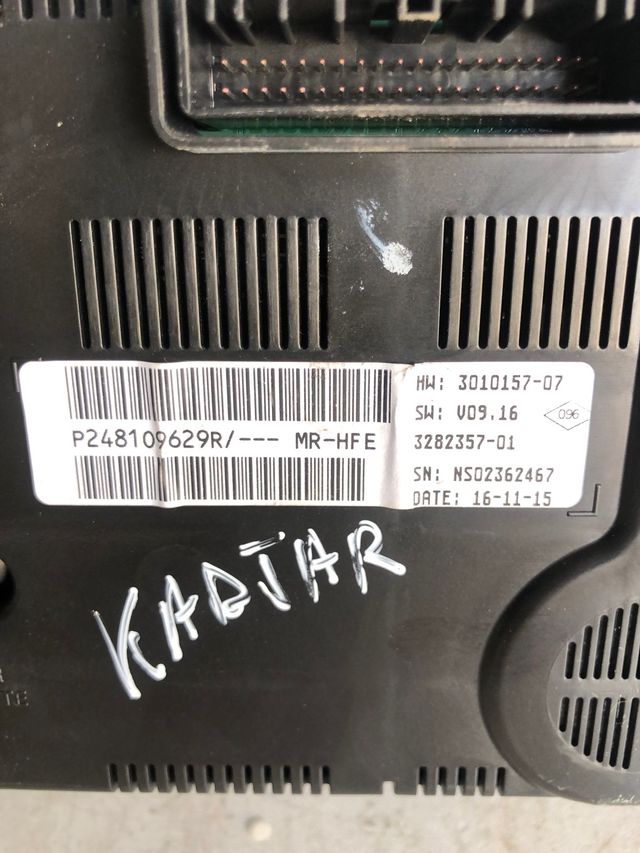 P248109629R/--- MR-HFE
HW: 3010157-07
SW: V09.16
096
3282357-01
SN: NS02362467
DATE: 16-11-15
KADJAR